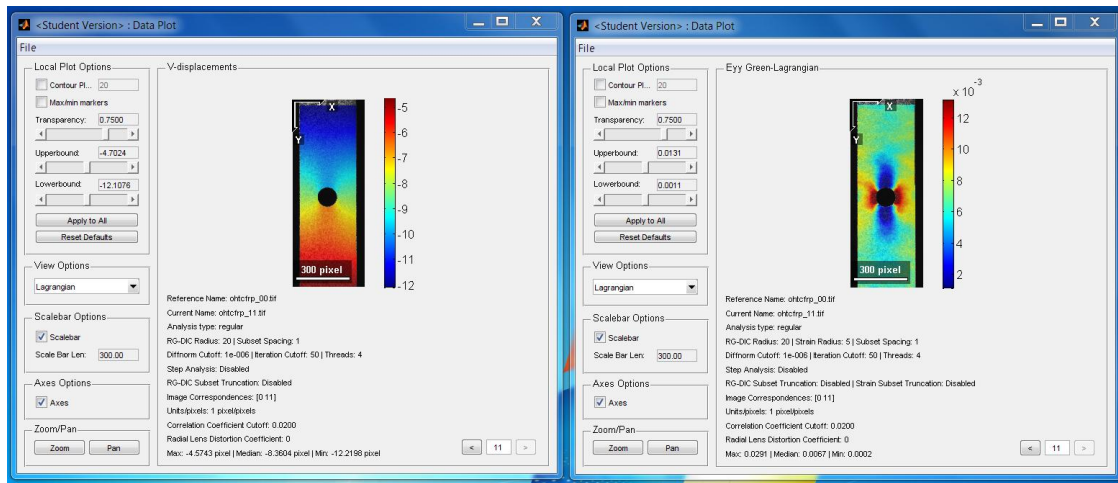 <Student Version> : Data Plot
File
Local Plot Options
Contour Pl... 20
Max/min markers
Transparency: 0.7500
Upperbound: -4.7024
Lowerbound: -12.1076
Apply to All
Reset Defaults
View Options
Lagrangian
Scalebar Options
Scalebar
Scale Bar Len: 300.00
Axes Options
Axes
Zoom/Pan
Zoom Pan
V-displacements
X
Y
300 pixel
-5
-6
-7
-8
-9
-10
-11
-12
Reference Name: ohtcfrp_00.tif
Current Name: ohtcfrp_11.tif
Analysis type: regular
RG-DIC Radius: 20 | Subset Spacing: 1
Diffnorm Cutoff: 1e-006 | Iteration Cutoff: 50 | Threads: 4
Step Analysis: Disabled
RG-DIC Subset Truncation: Disabled
Image Correspondences: [0 11]
Units/pixels: 1 pixel/pixels
Correlation Coefficient Cutoff: 0.0200
Radial Lens Distortion Coefficient: 0
Max: -4.5743 pixel | Median: -8.3604 pixel | Min: -12.2198 pixel
< 11 >
<Student Version> : Data Plot
File
Local Plot Options
Contour Pl... 20
Max/min markers
Transparency: 0.7500
Upperbound: 0.0131
Lowerbound: 0.0011
Apply to All
Reset Defaults
View Options
Lagrangian
Scalebar Options
Scalebar
Scale Bar Len: 300.00
Axes Options
Axes
Zoom/Pan
Zoom Pan
Eyy Green-Lagrangian
x 10-3
X
Y
300 pixel
12
10
8
6
4
2
Reference Name: ohtcfrp_00.tif
Current Name: ohtcfrp_11.tif
Analysis type: regular
RG-DIC Radius: 20 | Strain Radius: 5 | Subset Spacing: 1
Diffnorm Cutoff: 1e-006 | Iteration Cutoff: 50 | Threads: 4
Step Analysis: Disabled
RG-DIC Subset Truncation: Disabled | Strain Subset Truncation: Disabled
Image Correspondences: [0 11]
Units/pixels: 1 pixel/pixels
Correlation Coefficient Cutoff: 0.0200
Radial Lens Distortion Coefficient: 0
Max: 0.0291 | Median: 0.0067 | Min: 0.0002
< 11 >